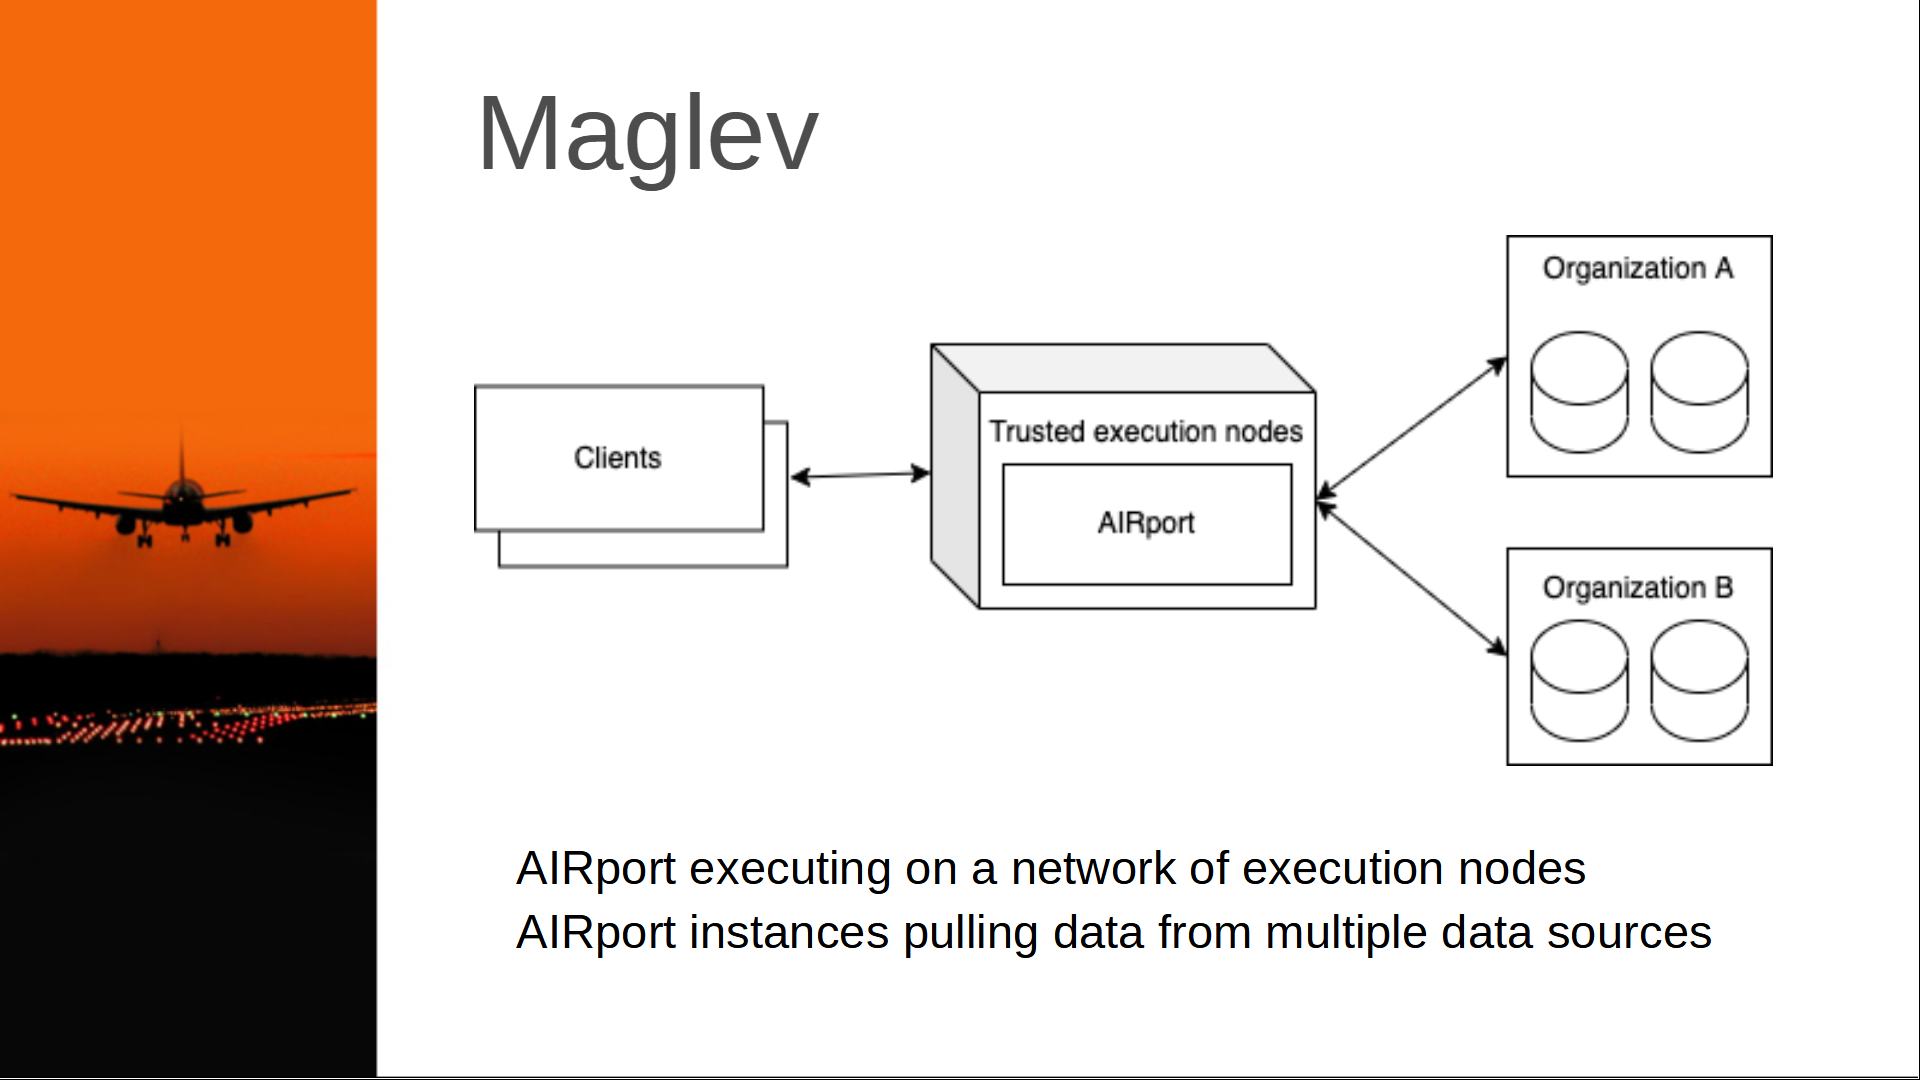 Maglev
Organization A
Clients
Trusted execution nodes
AIRport
Organization B
AIRport executing on a network of execution nodes
AIRport instances pulling data from multiple data sources